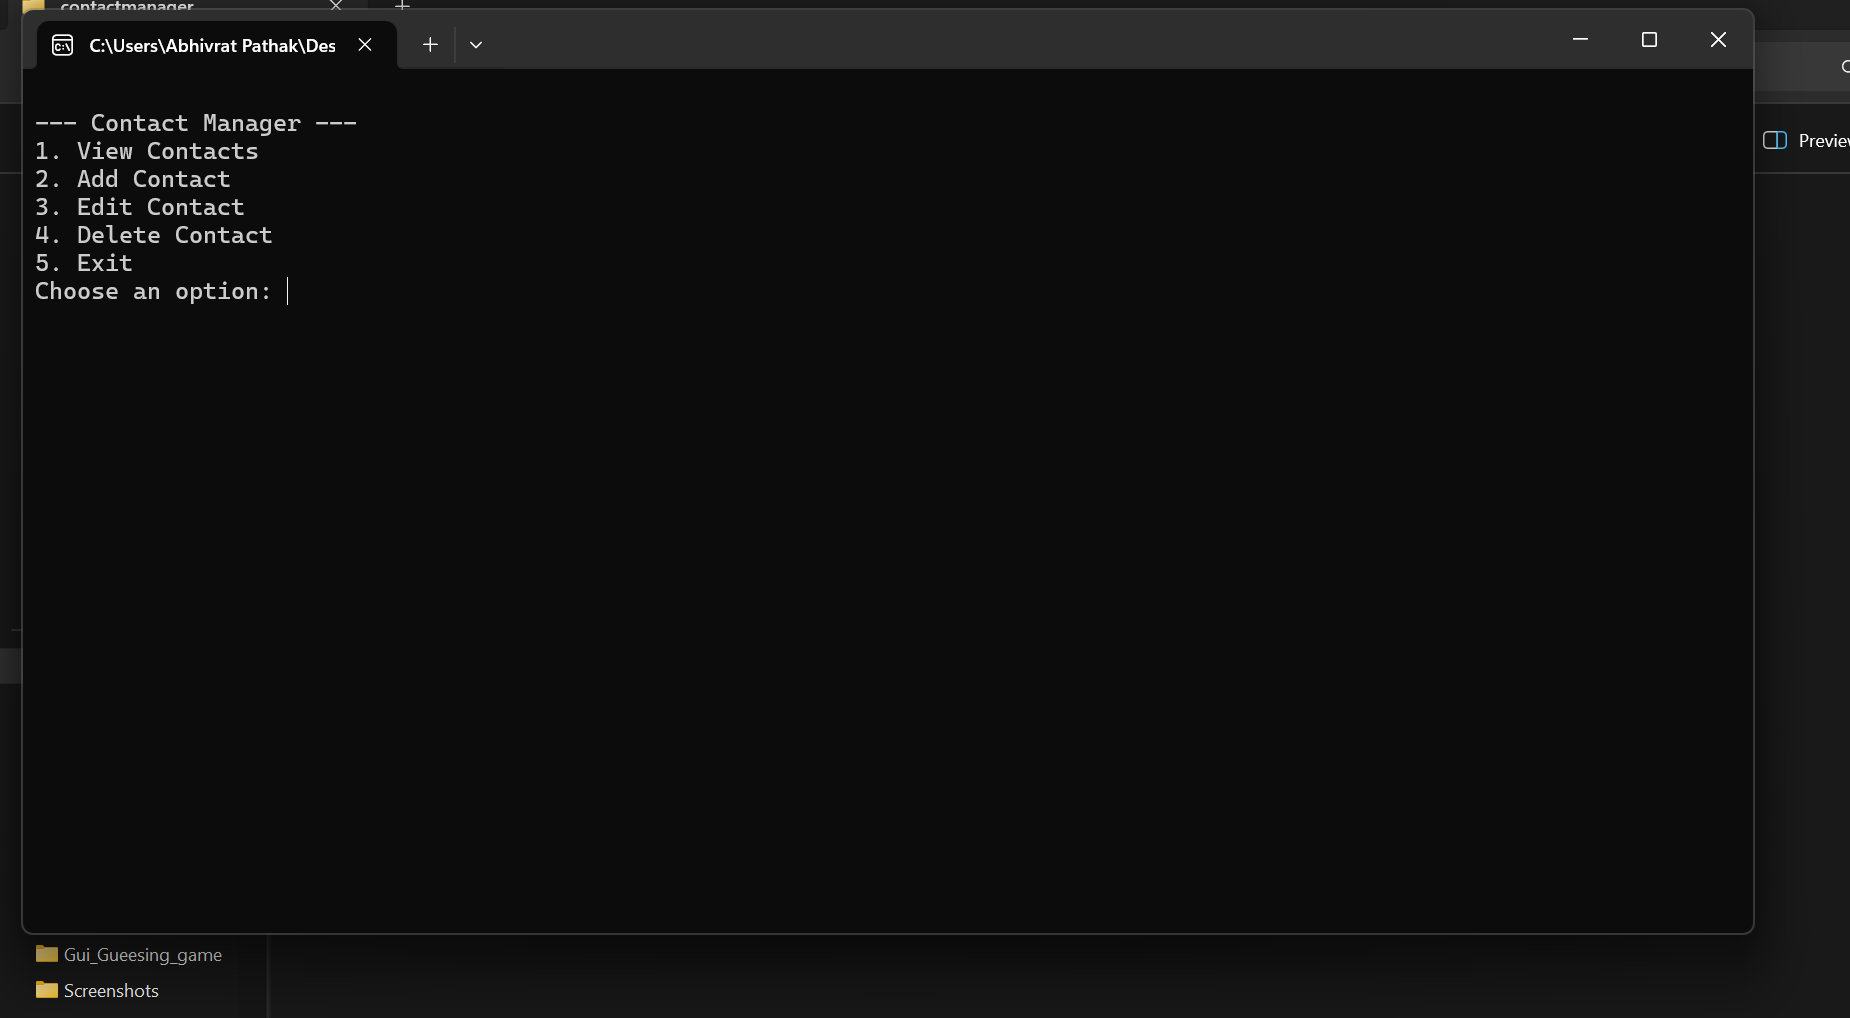 contactmanager
C:\Users\Abhivrat Pathak\Des
--- Contact Manager ---
1. View Contacts
2. Add Contact
3. Edit Contact
4. Delete Contact
5. Exit
Choose an option:
Gui_Gueesing_game
Screenshots